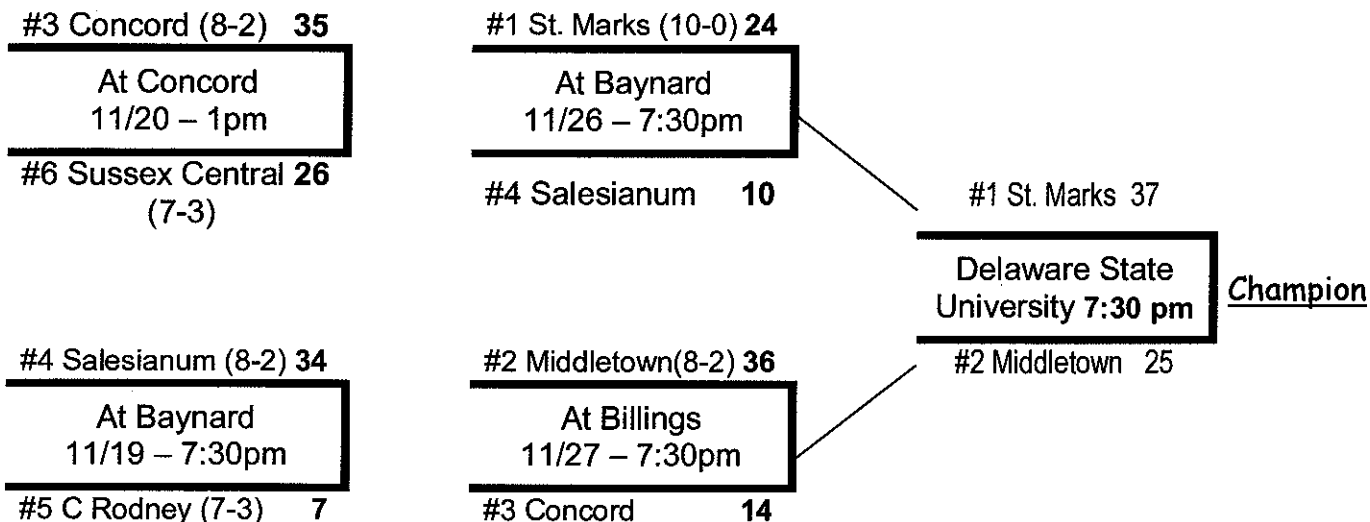 #3 Concord (8-2) 35
At Concord
11/20 – 1pm
#6 Sussex Central 26
(7-3)
#4 Salesianum (8-2) 34
At Baynard
11/19 – 7:30pm
#5 C Rodney (7-3) 7
#1 St. Marks (10-0) 24
At Baynard
11/26 – 7:30pm
#4 Salesianum 10
#2 Middletown(8-2) 36
At Billings
11/27 – 7:30pm
#3 Concord 14
#1 St. Marks 37
Delaware State
University 7:30 pm
#2 Middletown 25
Champion